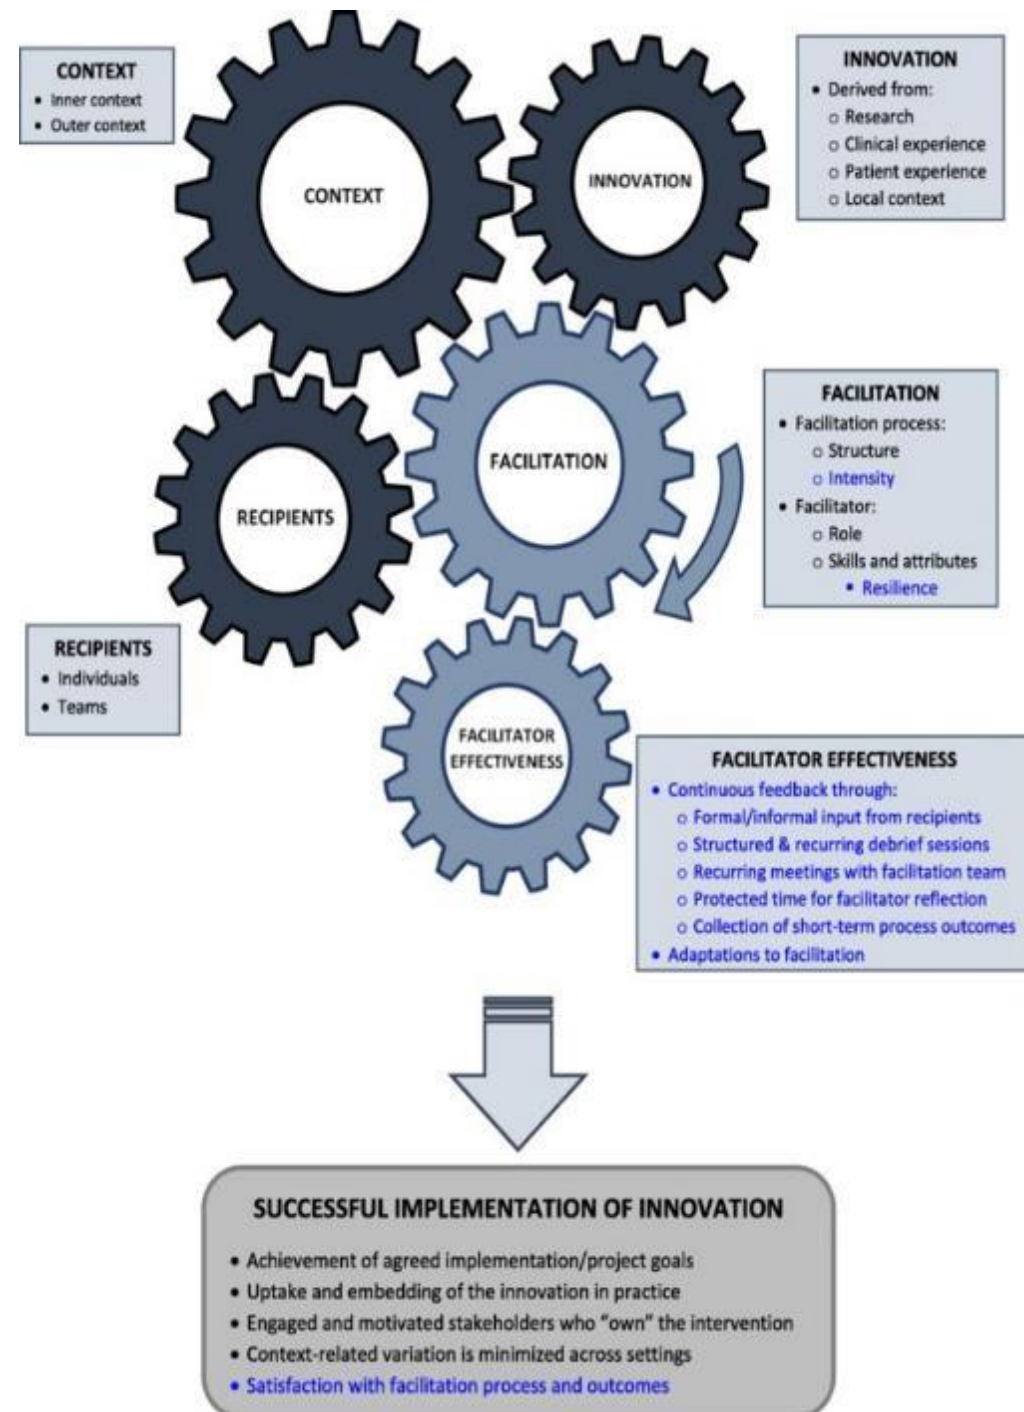 CONTEXT
• Inner context
• Outer context
CONTEXT
INNOVATION
INNOVATION
• Derived from:
o Research
o Clinical experience
o Patient experience
o Local context
RECIPIENTS
FACILITATION
FACILITATION
• Facilitation process:
o Structure
o Intensity
• Facilitator:
o Role
o Skills and attributes
▪ Resilience
RECIPIENTS
• Individuals
• Teams
FACILITATOR
EFFECTIVENESS
FACILITATOR EFFECTIVENESS
• Continuous feedback through:
o Formal/informal input from recipients
o Structured & recurring debrief sessions
o Recurring meetings with facilitation team
o Protected time for facilitator reflection
o Collection of short-term process outcomes
• Adaptations to facilitation
SUCCESSFUL IMPLEMENTATION OF INNOVATION
• Achievement of agreed implementation/project goals
• Uptake and embedding of the innovation in practice
• Engaged and motivated stakeholders who “own” the intervention
• Context-related variation is minimized across settings
• Satisfaction with facilitation process and outcomes